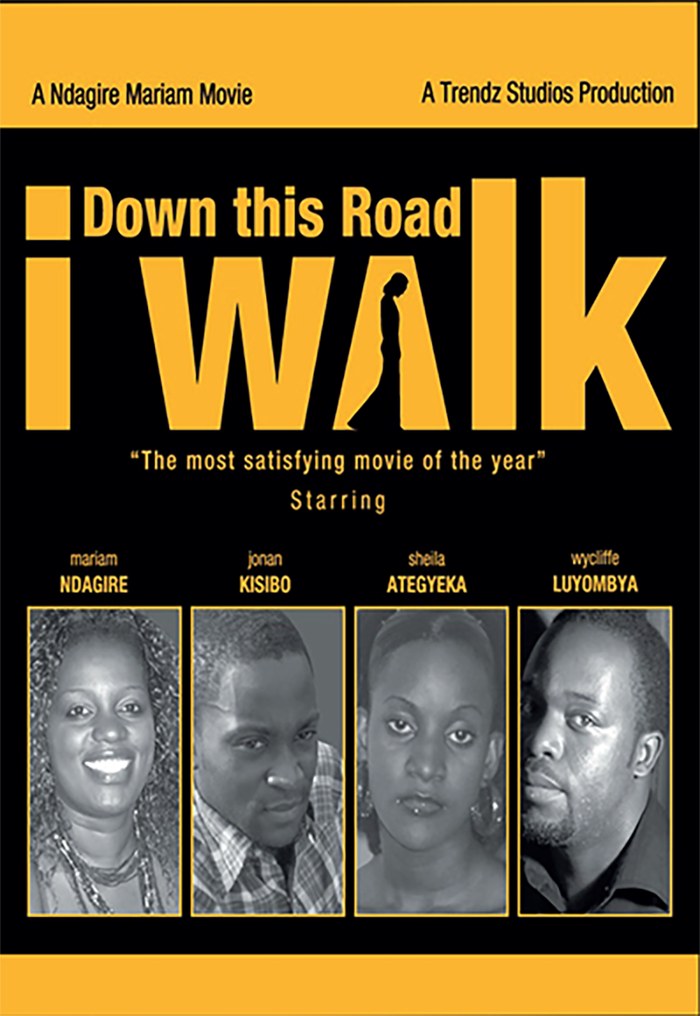 A Ndagire Mariam Movie
A Trendz Studios Production
Down this Road
i walk
“The most satisfying movie of the year”
Starring
mariam
NDAGIRE
jonan
KISIBO
sheila
ATEGYEKA
wycliffe
LUYOMBYA